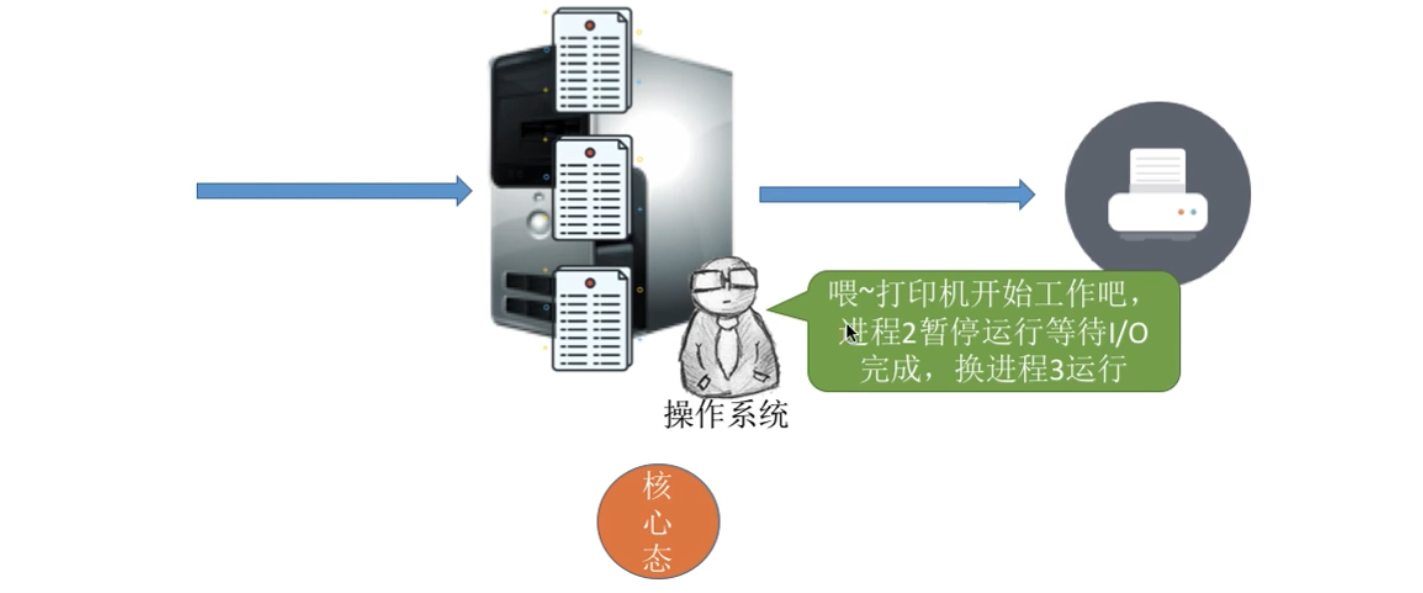 喂~打印机开始工作吧，
进程2暂停运行等待I/O
完成，换进程3运行
操作系统
核
心
态